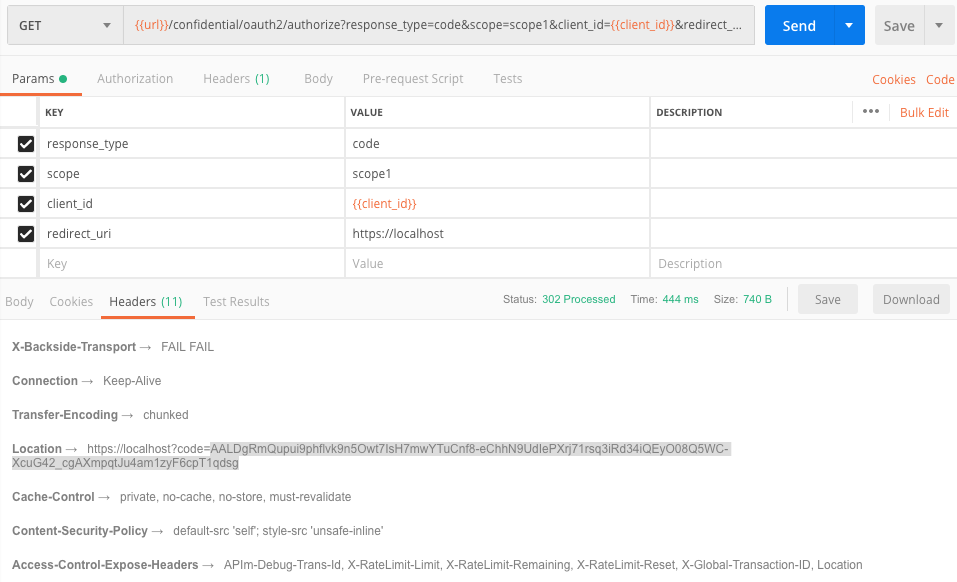 GET {{url}}/confidential/oauth2/authorize?response_type=code&scope=scope1&client_id={{client_id}}&redirect_... Send Save
Params Authorization Headers (1) Body Pre-request Script Tests Cookies Code
KEY VALUE DESCRIPTION ••• Bulk Edit
response_type code
scope scope1
client_id {{client_id}}
redirect_uri https://localhost
Key Value Description
Body Cookies Headers (11) Test Results Status: 302 Processed Time: 444 ms Size: 740 B Save Download
X-Backside-Transport → FAIL FAIL
Connection → Keep-Alive
Transfer-Encoding → chunked
Location → https://localhost?code=AALDgRmQupui9phflvk9n5Owt7IsH7mwYTuCnf8-eChhN9UdIePXrj71rsq3iRd34iQEyO08Q5WC-
XcuG42_cgAXmpqtJu4am1zyF6cpT1qdsg
Cache-Control → private, no-cache, no-store, must-revalidate
Content-Security-Policy → default-src 'self'; style-src 'unsafe-inline'
Access-Control-Expose-Headers → APIm-Debug-Trans-Id, X-RateLimit-Limit, X-RateLimit-Remaining, X-RateLimit-Reset, X-Global-Transaction-ID, Location